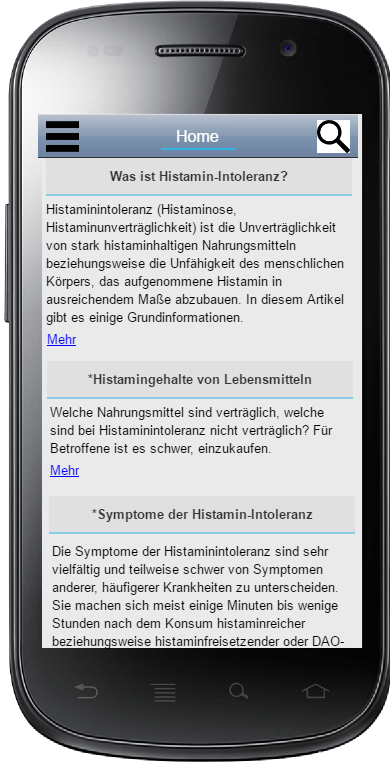 Home
Was ist Histamin-Intoleranz?
Histaminintoleranz (Histaminose,
Histaminunverträglichkeit) ist die Unverträglichkeit
von stark histaminhaltigen Nahrungsmitteln
beziehungsweise die Unfähigkeit des menschlichen
Körpers, das aufgenommene Histamin in
ausreichendem Maße abzubauen. In diesem Artikel
gibt es einige Grundinformationen.
Mehr
*Histamingehalte von Lebensmitteln
Welche Nahrungsmittel sind verträglich, welche
sind bei Histaminintoleranz nicht verträglich? Für
Betroffene ist es schwer, einzukaufen.
Mehr
*Symptome der Histamin-Intoleranz
Die Symptome der Histaminintoleranz sind sehr
vielfältig und teilweise schwer von Symptomen
anderer, häufigerer Krankheiten zu unterscheiden.
Sie machen sich meist einige Minuten bis wenige
Stunden nach dem Konsum histaminreicher
beziehungsweise histaminfreisetzender oder DAO-